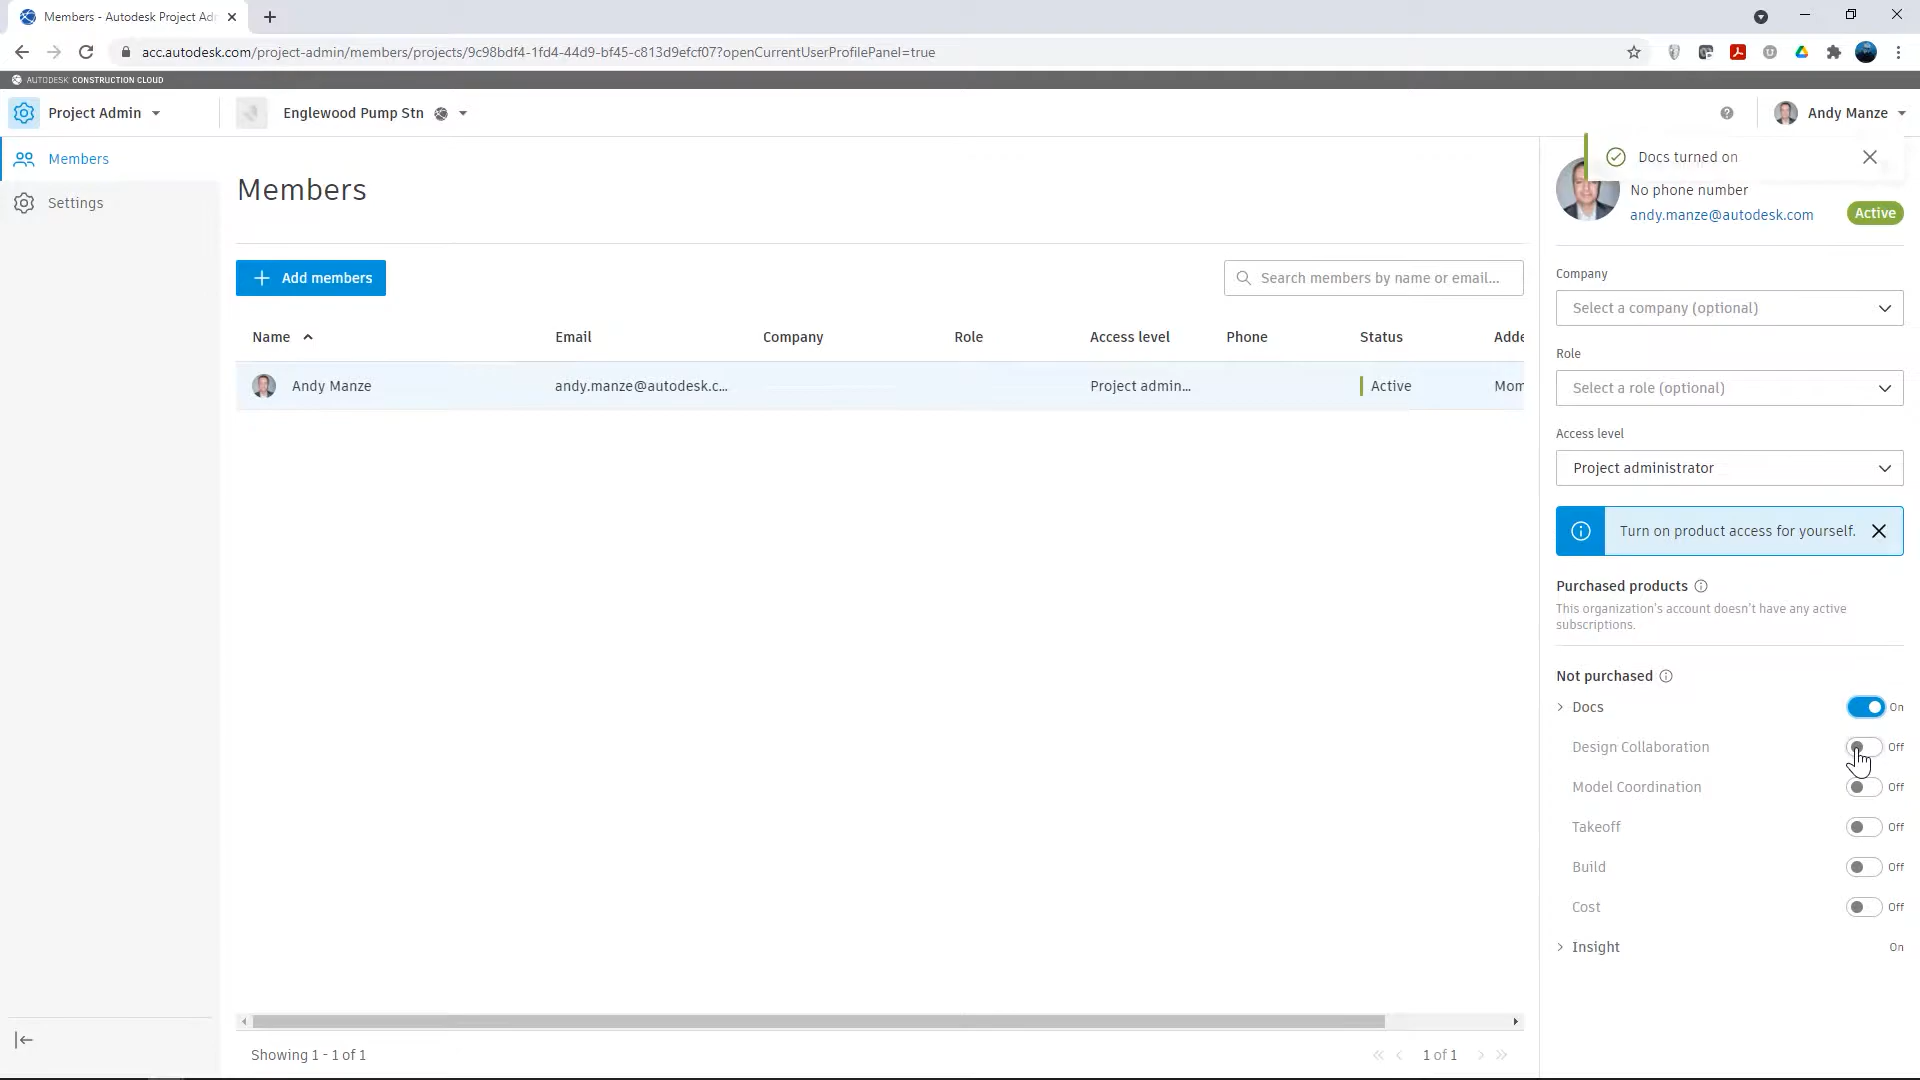 Members - Autodesk Project Adm
acc.autodesk.com/project-admin/members/projects/9c98bdf4-1fd4-44d9-bf45-c813d9efcf07?openCurrentUserProfilePanel=true
AUTODESK CONSTRUCTION CLOUD
Project Admin
Englewood Pump Stn
Andy Manze
Members
Settings
Members
Add members
Search members by name or email...
Name Email Company Role Access level Phone Status Adde
Andy Manze andy.manze@autodesk.c... Project admin... Active Mom
Showing 1 - 1 of 1
1 of 1
Docs turned on
No phone number
andy.manze@autodesk.com
Active
Company
Select a company (optional)
Role
Select a role (optional)
Access level
Project administrator
Turn on product access for yourself.
Purchased products
This organization's account doesn't have any active
subscriptions.
Not purchased
Docs On
Design Collaboration Off
Model Coordination Off
Takeoff Off
Build Off
Cost Off
Insight On